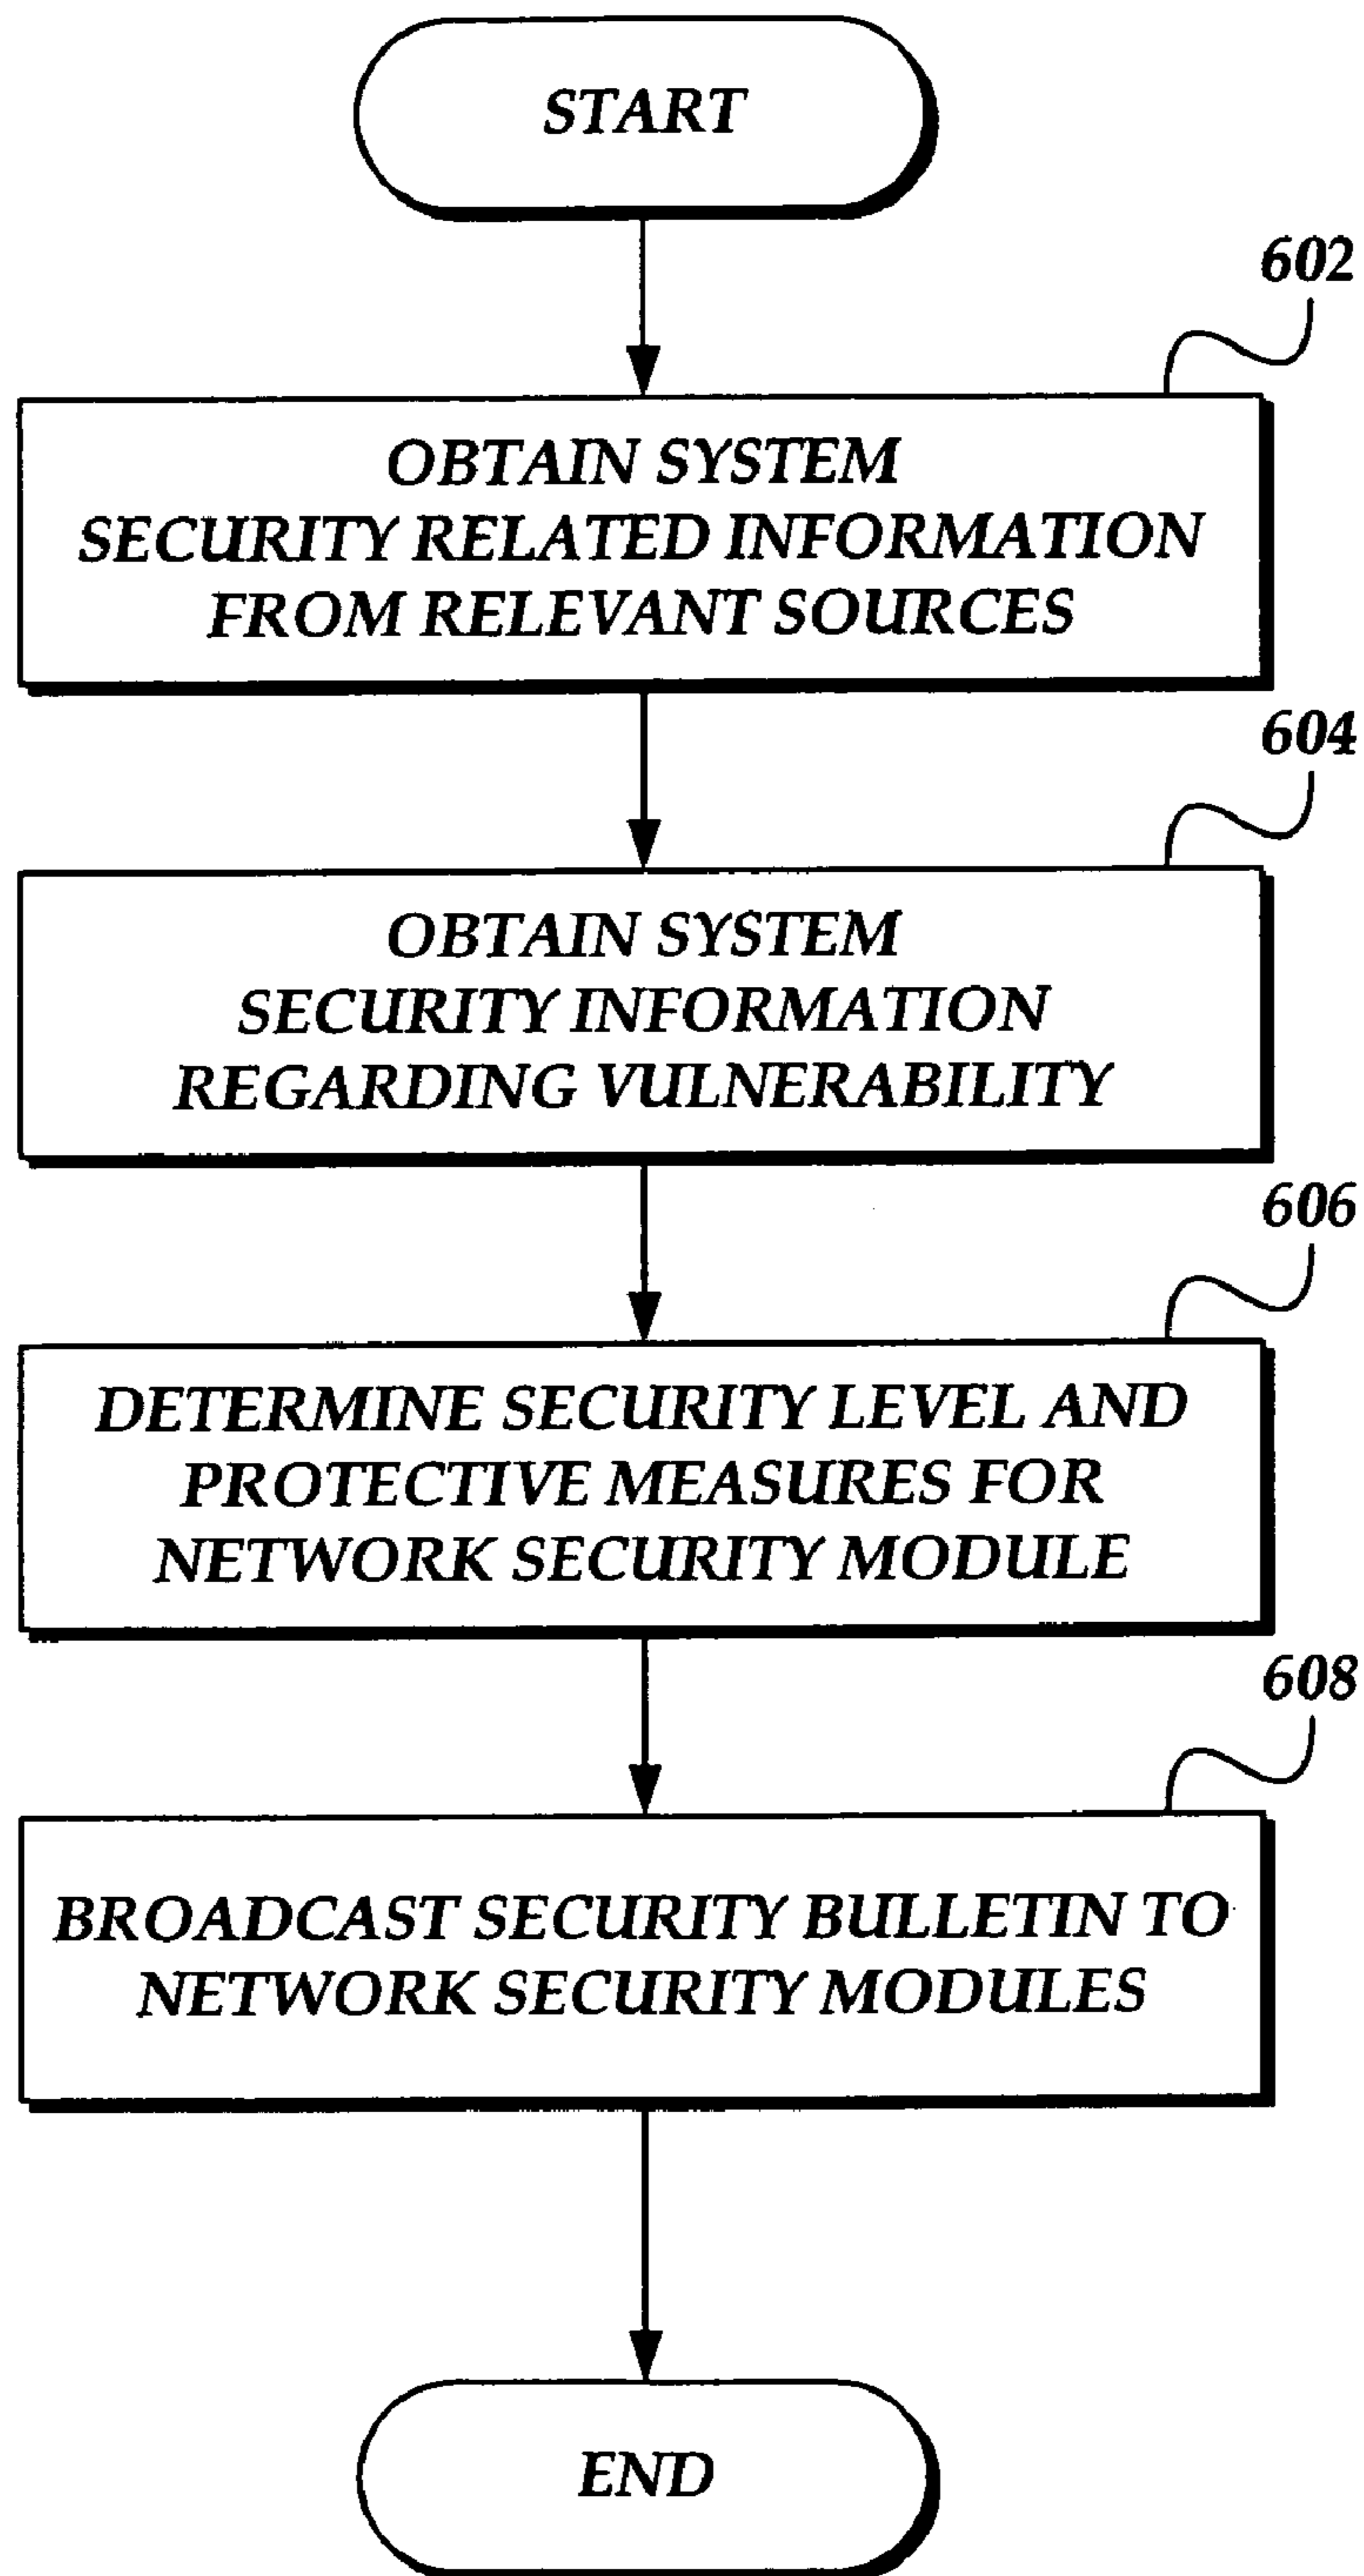 START
602
OBTAIN SYSTEM
SECURITY RELATED INFORMATION
FROM RELEVANT SOURCES
604
OBTAIN SYSTEM
SECURITY INFORMATION
REGARDING VULNERABILITY
606
DETERMINE SECURITY LEVEL AND
PROTECTIVE MEASURES FOR
NETWORK SECURITY MODULE
608
BROADCAST SECURITY BULLETIN TO
NETWORK SECURITY MODULES
END